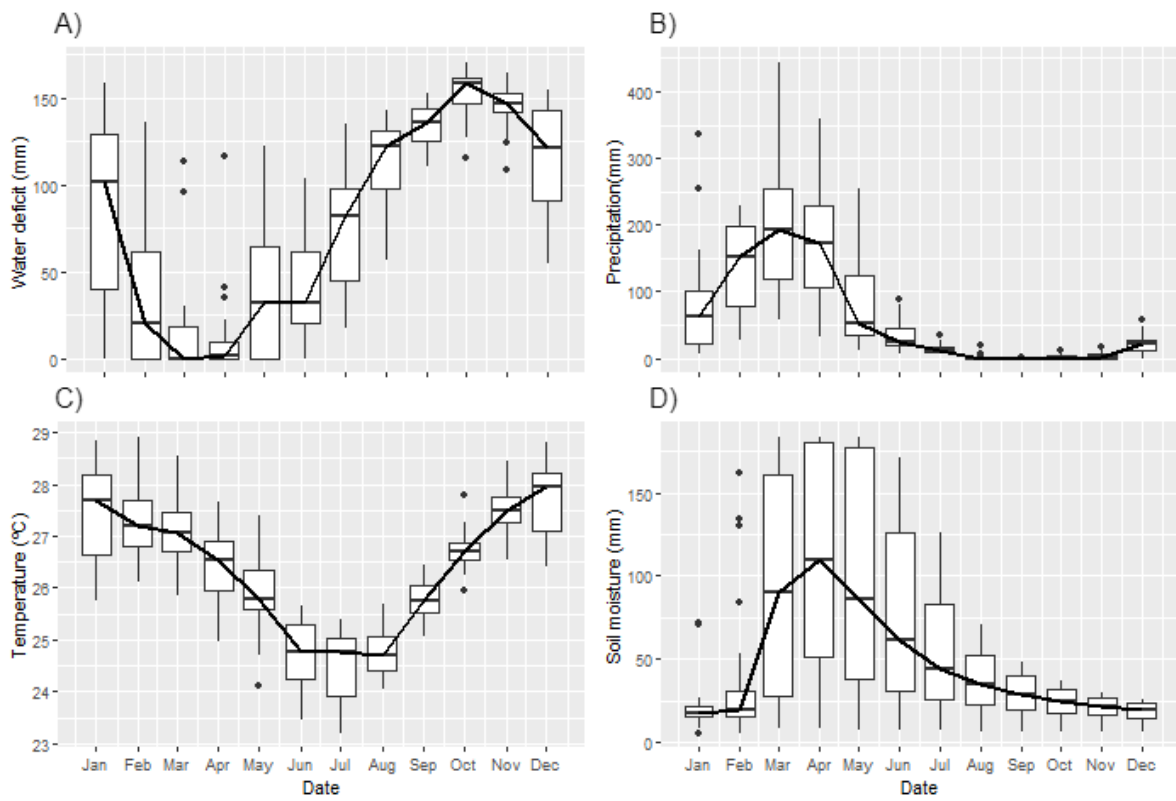 A)
Water deficit (mm)
150
100
50
0
B)
Precipitation(mm)
400
300
200
100
0
C)
Temperature (ºC)
29
28
27
26
25
24
23
Jan Feb Mar Apr May Jun Jul Aug Sep Oct Nov Dec
Date
D)
Soil moisture (mm)
150
100
50
0
Jan Feb Mar Apr May Jun Jul Aug Sep Oct Nov Dec
Date